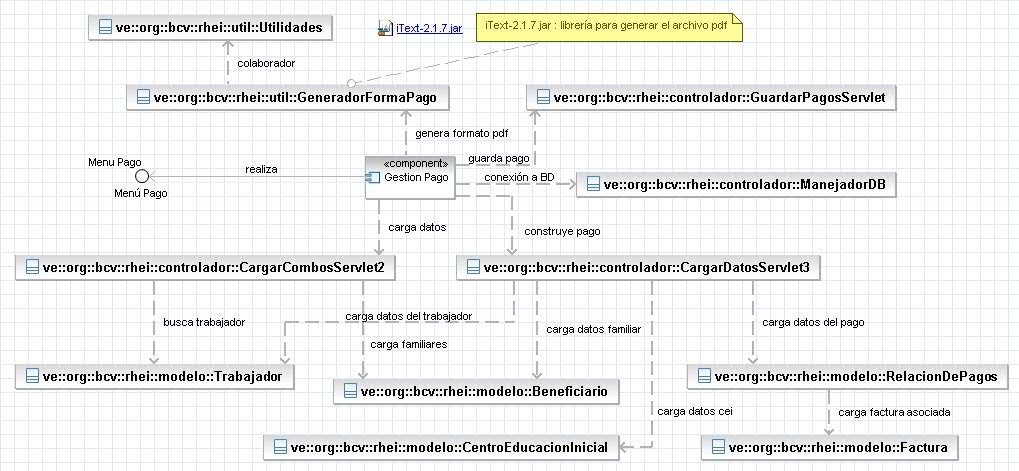 ve::org::bcv::rhei::util::Utilidades
iText-2.1.7.jar
iText-2.1.7.jar : librería para generar el archivo pdf
colaborador
ve::org::bcv::rhei::util::GeneradorFormaPago
ve::org::bcv::rhei::controlador::GuardarPagosServlet
genera formato pdf
guarda pago
Menu Pago
realiza
«component»
Gestion Pago
conexión a BD
ve::org::bcv::rhei::controlador::ManejadorDB
Menú Pago
carga datos
construye pago
ve::org::bcv::rhei::controlador::CargarCombosServlet2
ve::org::bcv::rhei::controlador::CargarDatosServlet3
busca trabajador
carga datos del trabajador
carga familiares
carga datos familiar
carga datos del pago
ve::org::bcv::rhei::modelo::Trabajador
ve::org::bcv::rhei::modelo::Beneficiario
ve::org::bcv::rhei::modelo::RelacionDePagos
carga datos cei
carga factura asociada
ve::org::bcv::rhei::modelo::CentroEducacionInicial
ve::org::bcv::rhei::modelo::Factura